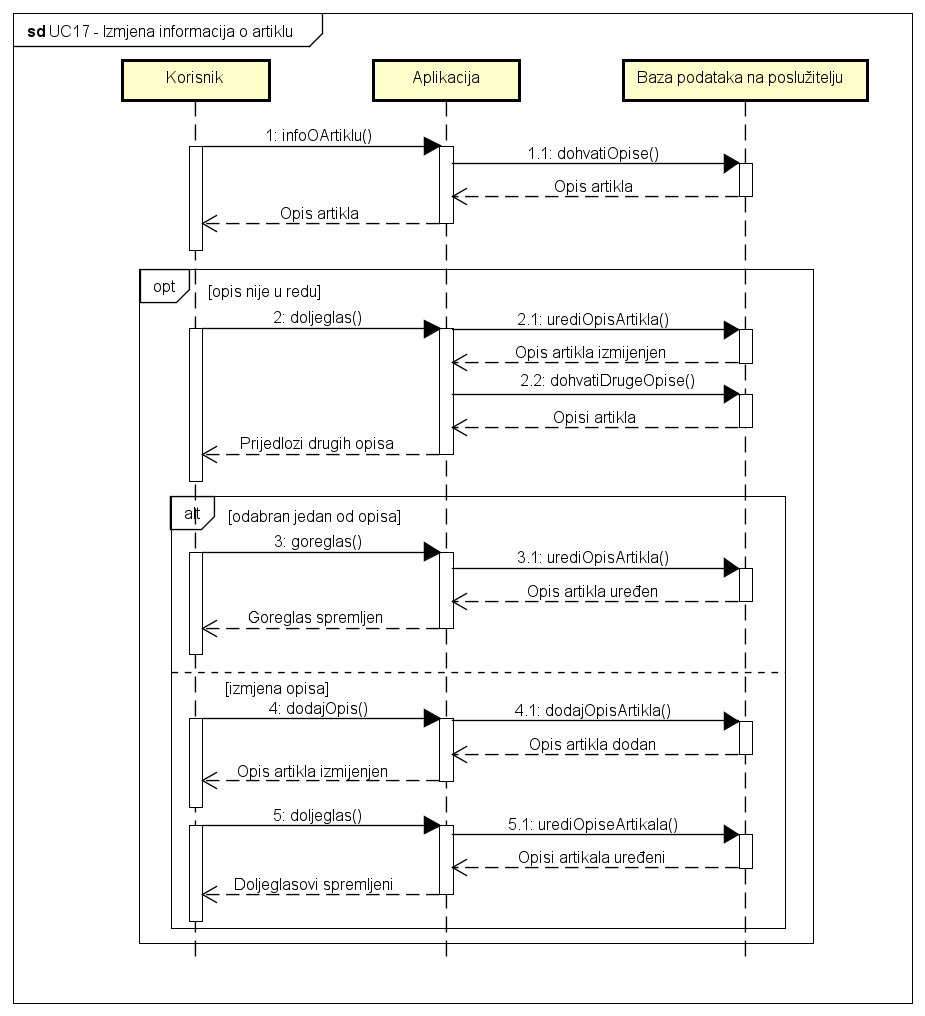 sd UC17 - Izmjena informacija o artiklu
Korisnik
Aplikacija
Baza podataka na poslužitelju
1: infoOArtiklu()
1.1: dohvatiOpise()
Opis artikla
Opis artikla
opt
[opis nije u redu]
2: doljeglas()
2.1: urediOpisArtikla()
Opis artikla izmijenjen
2.2: dohvatiDrugeOpise()
Opisi artikla
Prijedlozi drugih opisa
alt
[odabran jedan od opisa]
3: goreglas()
3.1: urediOpisArtikla()
Opis artikla uređen
Goreglas spremljen
[izmjena opisa]
4: dodajOpis()
4.1: dodajOpisArtikla()
Opis artikla dodan
Opis artikla izmijenjen
5: doljeglas()
5.1: urediOpiseArtikala()
Opisi artikala uređeni
Doljeglasovi spremljeni